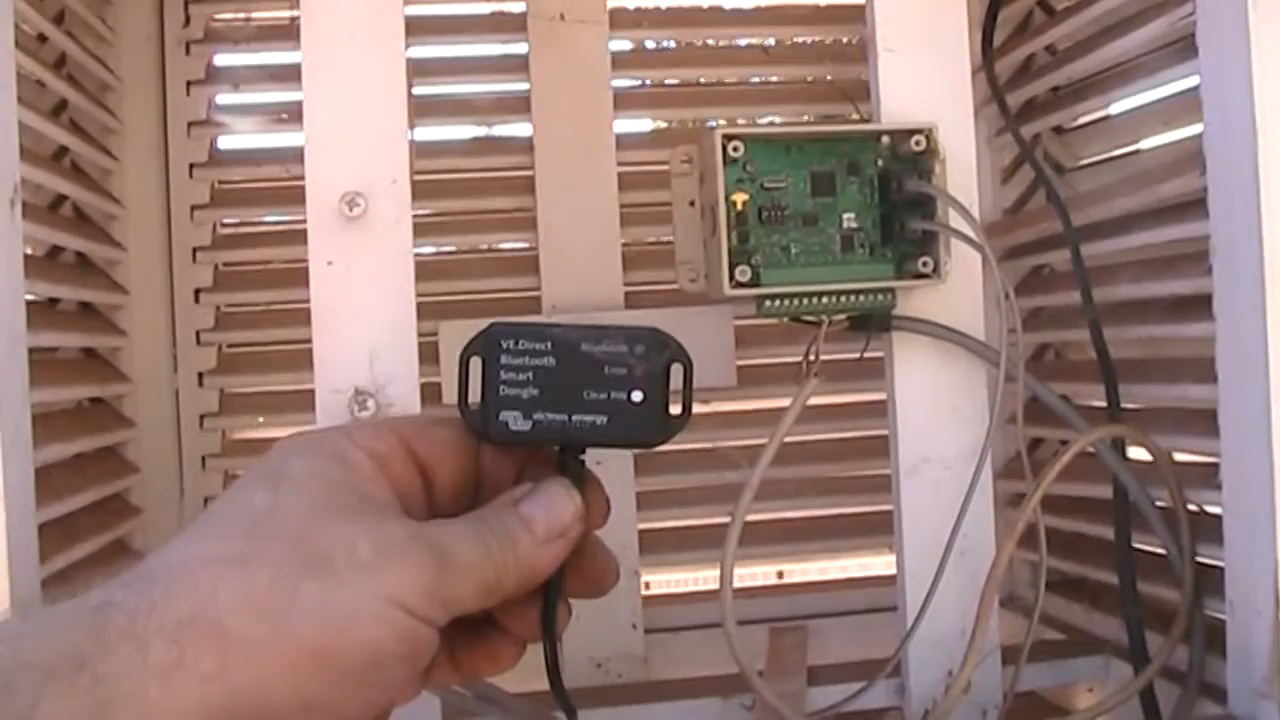 VE.Direct
Bluetooth
Smart
Dongle
Bluetooth
Error
Clear PIN
victron energy